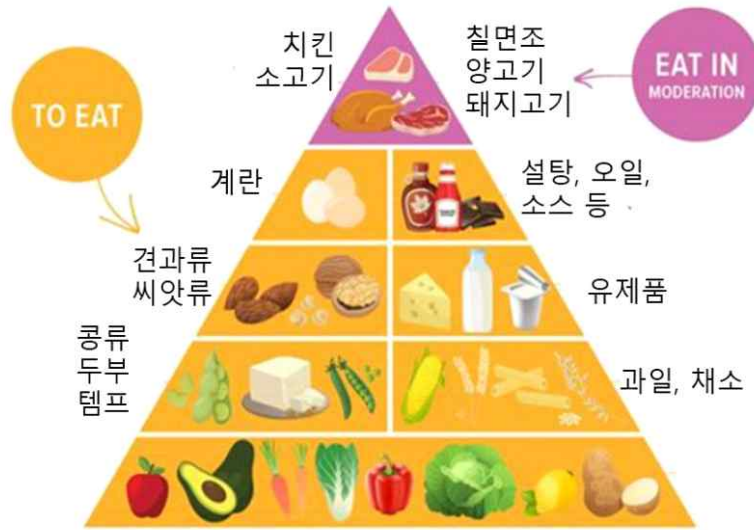 치킨
소고기
칠면조
양고기
돼지고기
EAT IN
MODERATION
TO EAT
계란
설탕, 오일,
소스 등
견과류
씨앗류
유제품
콩류
두부
템프
과일, 채소